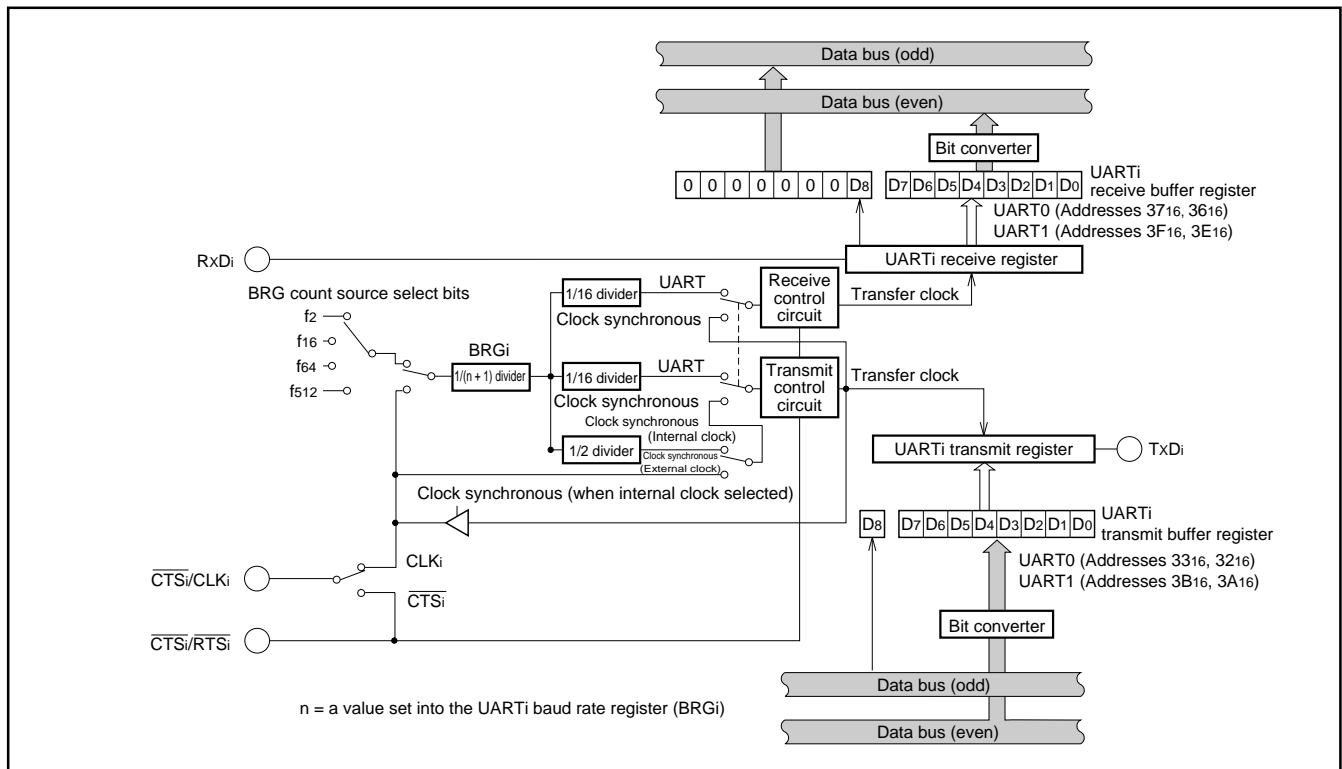 Data bus (odd)
Data bus (even)
Bit converter
0 0 0 0 0 0 0 D8
D7 D6 D5 D4 D3 D2 D1 D0
UARTi
receive buffer register
UART0 (Addresses 3716, 3616)
UART1 (Addresses 3F16, 3E16)
RXDi
UARTi receive register
BRG count source select bits
f2
f16
f64
f512
BRGi
1/(n + 1) divider
1/16 divider
UART
Clock synchronous
Receive
control
circuit
Transfer clock
1/16 divider
UART
Clock synchronous
Transmit
control
circuit
Transfer clock
Clock synchronous
(Internal clock)
1/2 divider
Clock synchronous
(External clock)
UARTi transmit register
TXDi
Clock synchronous (when internal clock selected)
D8
D7 D6 D5 D4 D3 D2 D1 D0
UARTi
transmit buffer register
UART0 (Addresses 3316, 3216)
UART1 (Addresses 3B16, 3A16)
CLKi
CTSi/CLKi
CTSi
CTSi/RTSi
Bit converter
Data bus (odd)
Data bus (even)
n = a value set into the UARTi baud rate register (BRGi)